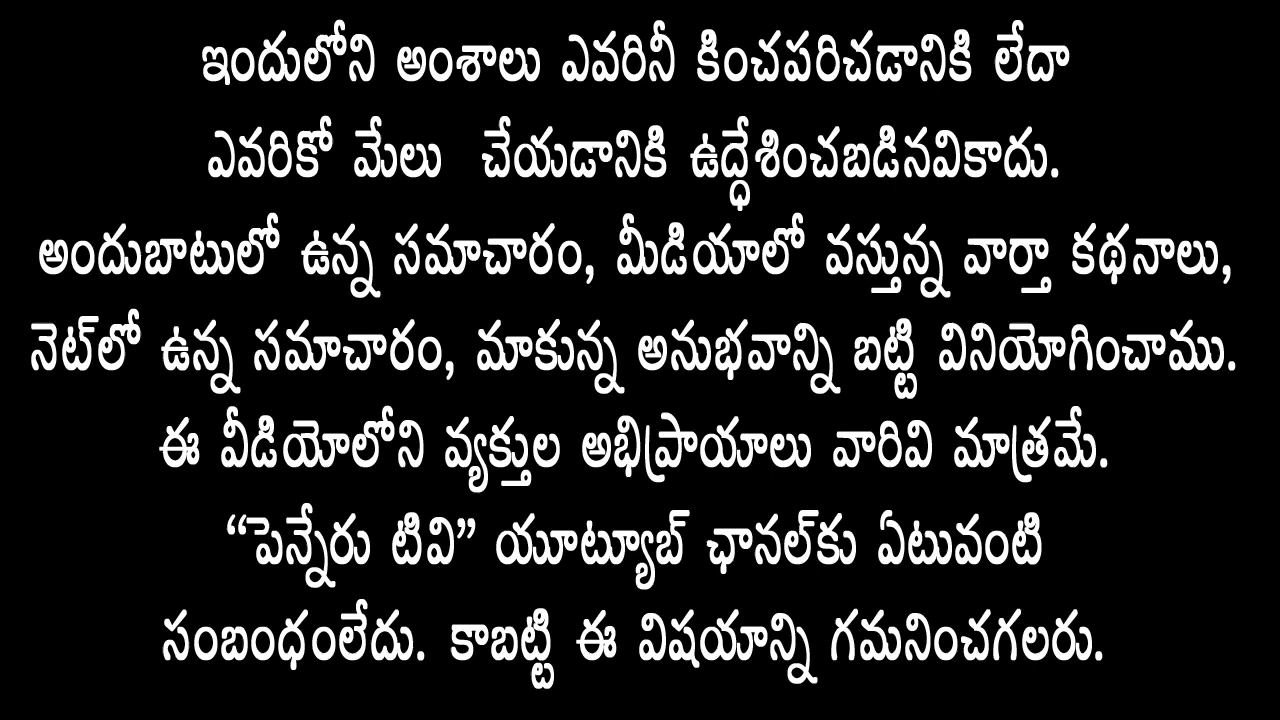 ఇందులోని అంశాలు ఎవరినీ కించపరిచడానికి లేదా
ఎవరికో మేలు చేయడానికి ఉద్ధేశించబడినవికాదు.
అందుబాటులో ఉన్న సమాచారం, మీడియాలో వస్తున్న వార్తా కథనాలు,
నెట్‌లో ఉన్న సమాచారం, మాకున్న అనుభవాన్ని బట్టి వినియోగించాము.
ఈ వీడియోలోని వ్యక్తుల అభిప్రాయాలు వారివి మాత్రమే.
“పెన్నేరు టివి” యూట్యూబ్ ఛానల్‌కు ఏటువంటి
సంబంధంలేదు. కాబట్టి ఈ విషయాన్ని గమనించగలరు.